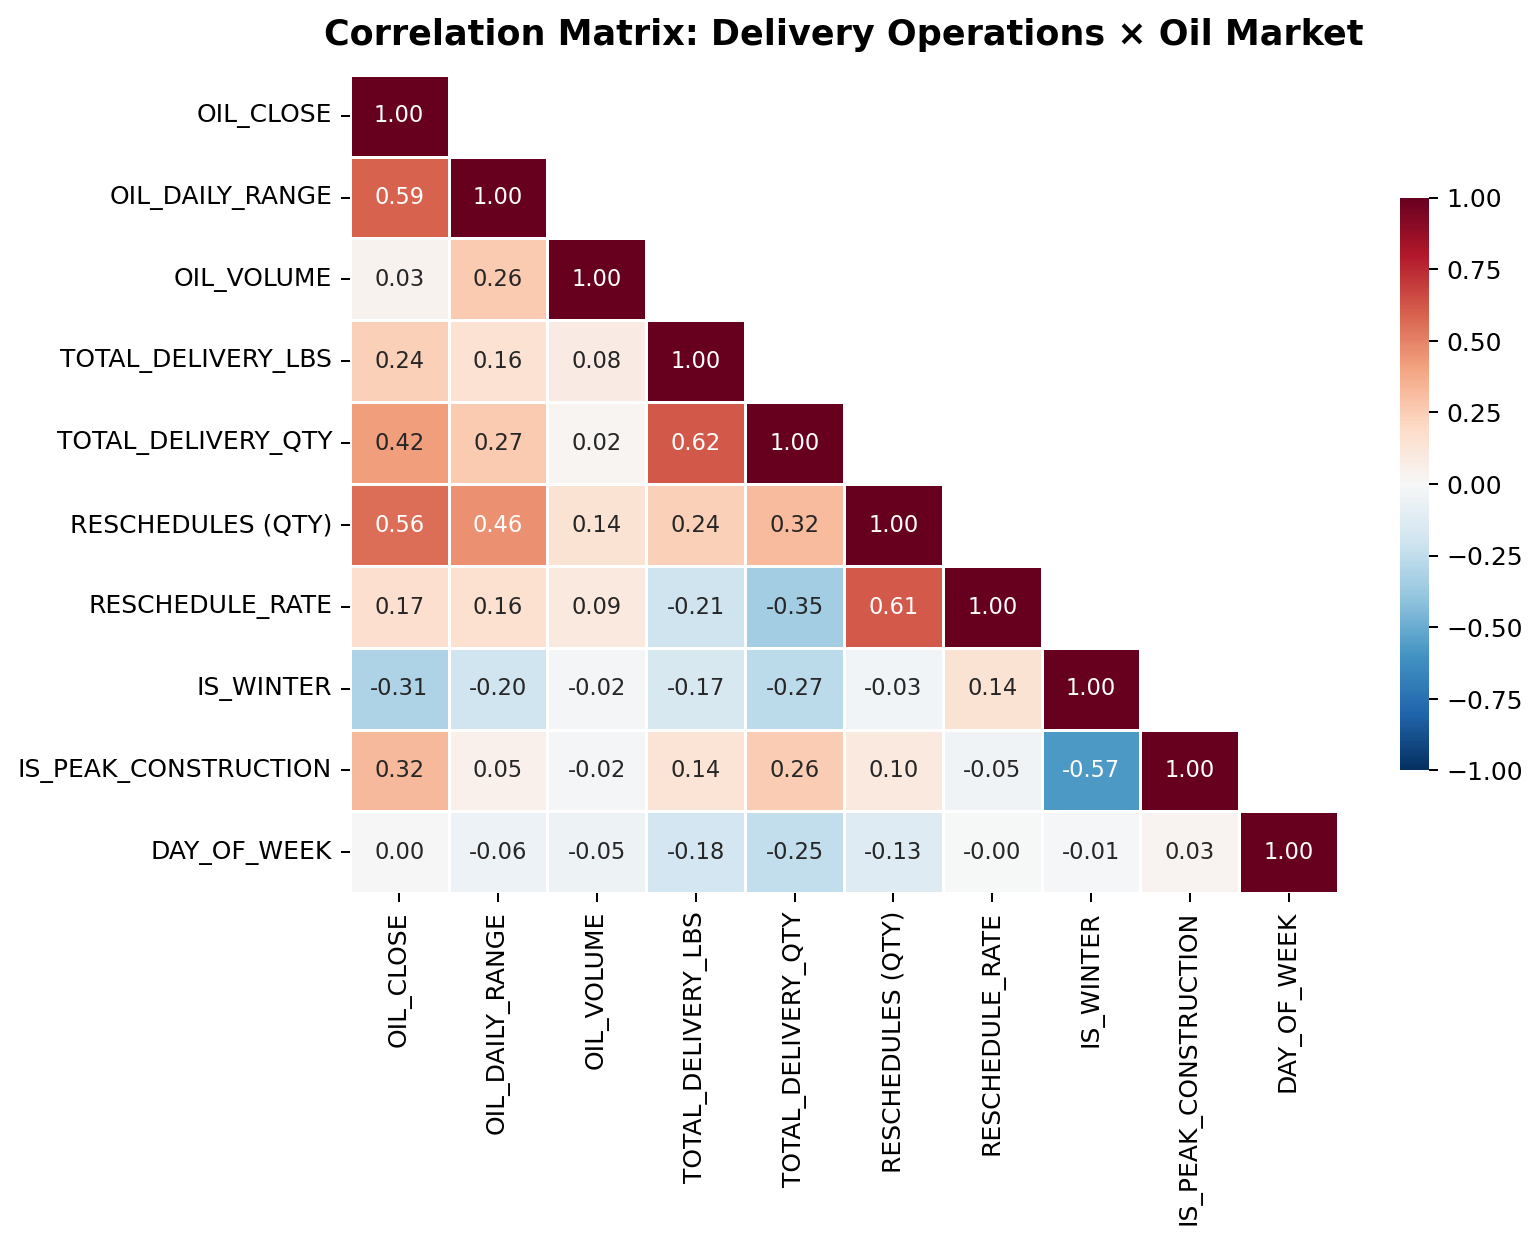 Correlation Matrix: Delivery Operations × Oil Market
OIL_CLOSE 1.00
OIL_DAILY_RANGE 0.59 1.00
OIL_VOLUME 0.03 0.26 1.00
TOTAL_DELIVERY_LBS 0.24 0.16 0.08 1.00
TOTAL_DELIVERY_QTY 0.42 0.27 0.02 0.62 1.00
RESCHEDULES (QTY) 0.56 0.46 0.14 0.24 0.32 1.00
RESCHEDULE_RATE 0.17 0.16 0.09 -0.21 -0.35 0.61 1.00
IS_WINTER -0.31 -0.20 -0.02 -0.17 -0.27 -0.03 0.14 1.00
IS_PEAK_CONSTRUCTION 0.32 0.05 -0.02 0.14 0.26 0.10 -0.05 -0.57 1.00
DAY_OF_WEEK 0.00 -0.06 -0.05 -0.18 -0.25 -0.13 -0.00 -0.01 0.03 1.00
OIL_CLOSE
OIL_DAILY_RANGE
OIL_VOLUME
TOTAL_DELIVERY_LBS
TOTAL_DELIVERY_QTY
RESCHEDULES (QTY)
RESCHEDULE_RATE
IS_WINTER
IS_PEAK_CONSTRUCTION
DAY_OF_WEEK
1.00
0.75
0.50
0.25
0.00
−0.25
−0.50
−0.75
−1.00